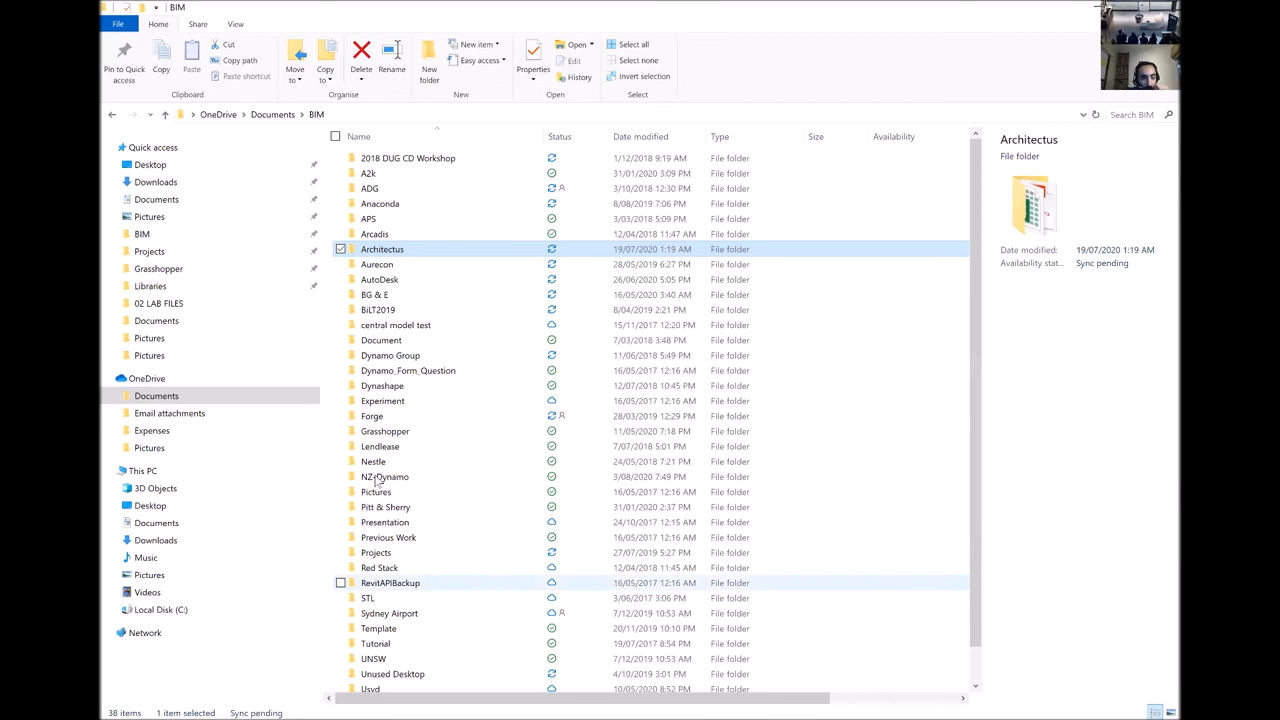 BIM
File Home Share View
Pin to Quick access
Copy
Paste
Cut
Copy path
Paste shortcut
Clipboard
Move to
Copy to
Delete
Rename
Organise
New folder
New item
Easy access
New
Properties
Open
Edit
History
Open
Select all
Select none
Invert selection
Select
OneDrive > Documents > BIM
Search BIM
Quick access
Desktop
Downloads
Documents
Pictures
BIM
Projects
Grasshopper
Libraries
02 LAB FILES
Documents
Pictures
Pictures
OneDrive
Documents
Email attachments
Expenses
Pictures
This PC
3D Objects
Desktop
Documents
Downloads
Music
Pictures
Videos
Local Disk (C:)
Network
Name Status Date modified Type Size Availability
2018 DUG CD Workshop 1/12/2018 9:19 AM File folder
A2k 31/01/2020 3:09 PM File folder
ADG 3/10/2018 12:30 PM File folder
Anaconda 8/08/2019 7:06 PM File folder
APS 3/03/2018 5:09 PM File folder
Arcadis 12/04/2018 11:47 AM File folder
Architectus 19/07/2020 1:19 AM File folder
Aurecon 28/05/2019 6:27 PM File folder
AutoDesk 26/06/2020 5:05 PM File folder
BG & E 16/05/2020 3:40 AM File folder
BiLT2019 8/04/2019 2:21 PM File folder
central model test 15/11/2017 12:20 PM File folder
Document 7/03/2018 3:48 PM File folder
Dynamo Group 11/06/2018 5:49 PM File folder
Dynamo_Form_Question 16/05/2017 12:16 AM File folder
Dynashape 12/07/2018 10:45 PM File folder
Experiment 16/05/2017 12:16 AM File folder
Forge 28/03/2019 12:29 PM File folder
Grasshopper 11/05/2020 7:18 PM File folder
Lendlease 7/07/2018 5:01 PM File folder
Nestle 24/05/2018 7:21 PM File folder
NZ Dynamo 3/08/2020 7:49 PM File folder
Pictures 16/05/2017 12:16 AM File folder
Pitt & Sherry 31/01/2020 2:37 PM File folder
Presentation 24/10/2017 12:15 AM File folder
Previous Work 16/05/2017 12:16 AM File folder
Projects 27/07/2019 5:27 PM File folder
Red Stack 12/04/2018 11:45 AM File folder
RevitAPIBackup 16/05/2017 12:16 AM File folder
STL 3/06/2017 3:06 PM File folder
Sydney Airport 7/12/2019 10:53 AM File folder
Template 20/11/2019 10:10 PM File folder
Tutorial 19/07/2017 8:54 PM File folder
UNSW 7/12/2019 10:53 AM File folder
Unused Desktop 4/10/2019 3:01 PM File folder
Usyd 10/05/2020 8:52 PM File folder
Architectus
File folder
Date modified: 19/07/2020 1:19 AM
Availability stat... Sync pending
38 items 1 item selected Sync pending